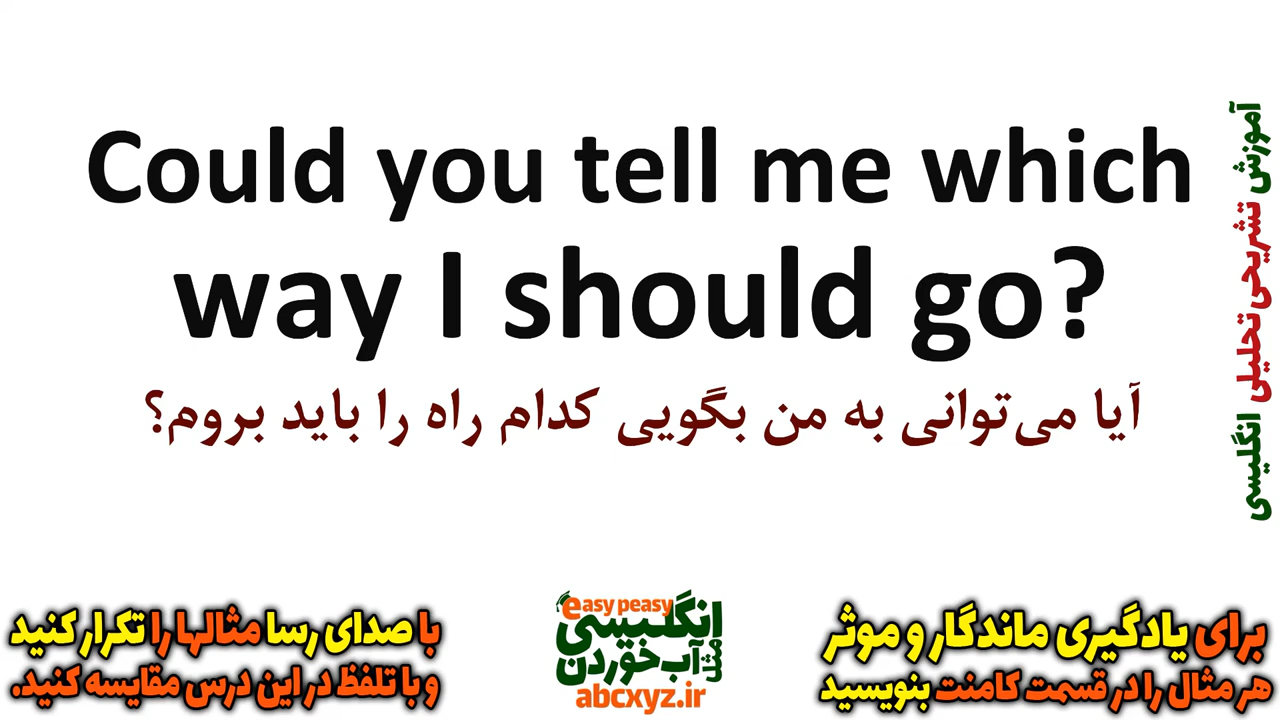 Could you tell me which
way I should go?
آیا می‌توانی به من بگویی کدام راه را باید بروم؟
آموزش تشریحی تحلیلی انگلیسی
برای یادگیری ماندگار و موثر
هر مثال را در قسمت کامنت بنویسید
easy peasy
انگلیسی
مثل آب خوردن
abcxyz.ir
با صدای رسا مثالها را تکرار کنید
و با تلفظ در این درس مقایسه کنید.